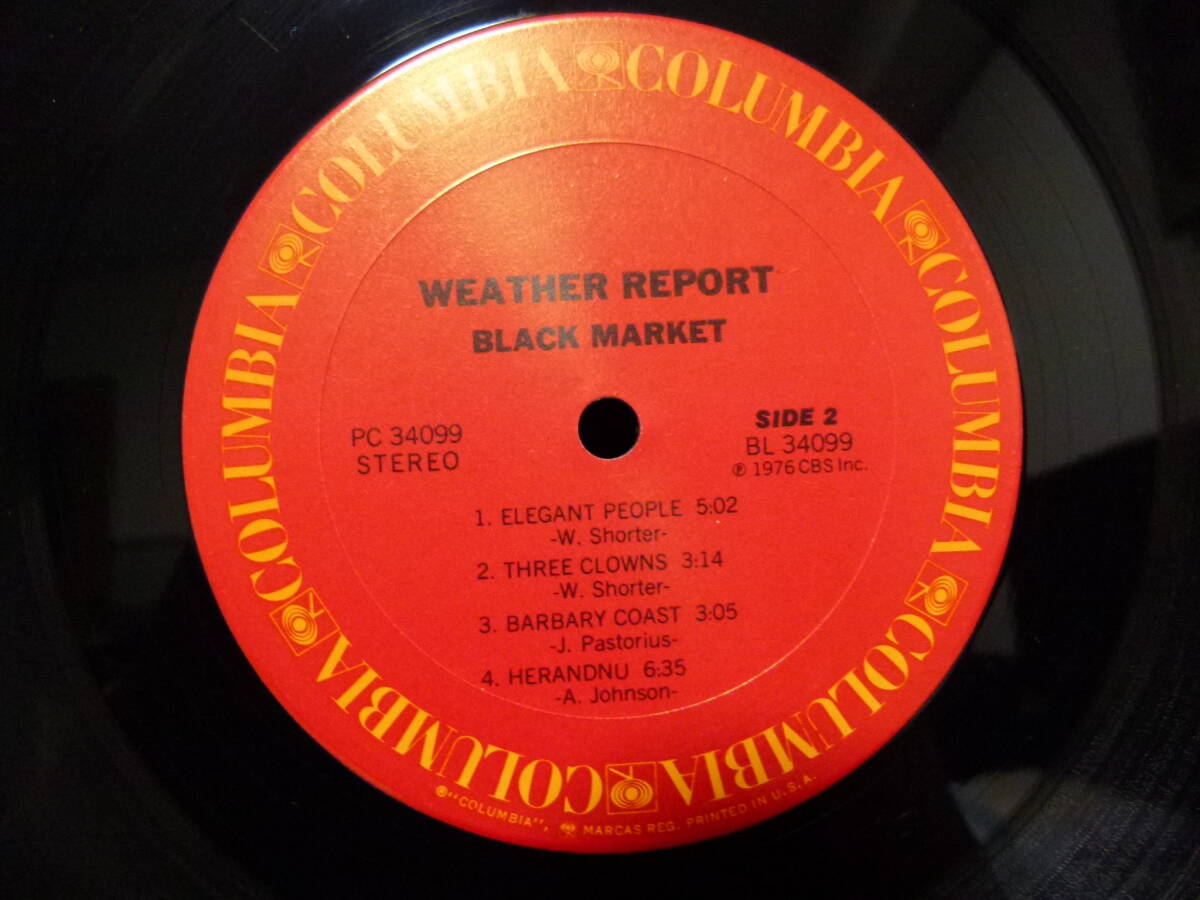 COLUMBIA COLUMBIA COLUMBIA COLUMBIA COLUMBIA COLUMBIA
WEATHER REPORT
BLACK MARKET
PC 34099
STEREO
SIDE 2
BL 34099
℗ 1976 CBS Inc.
1. ELEGANT PEOPLE 5:02
-W. Shorter-
2. THREE CLOWNS 3:14
-W. Shorter-
3. BARBARY COAST 3:05
-J. Pastorius-
4. HERANDNU 6:35
-A. Johnson-
®"COLUMBIA", MARCAS REG. PRINTED IN U.S.A.